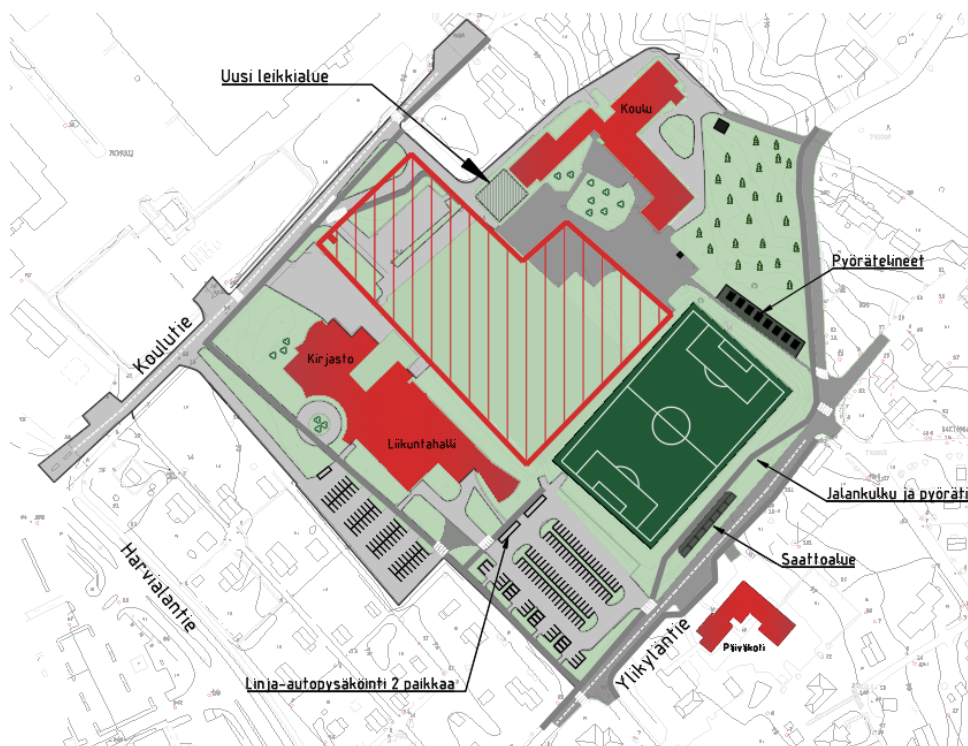 Uusi leikkialue
Koulu
Pyörätelineet
Koulutie
Kirjasto
Liikuntahalli
Jalankulku ja pyöräti
Saattoalue
Harvialantie
Ylikyläntie
Päiväkoti
Linja-autopysäköinti 2 paikkaa